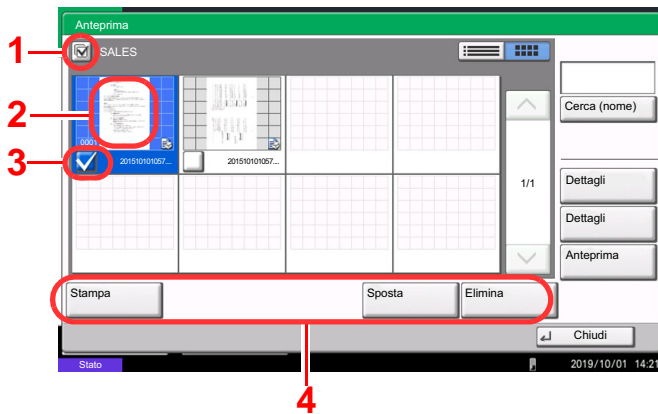 Anteprima
1
SALES
2
0001
Cerca (nome)
3
201510101057...
201510101057...
1/1
Dettagli
Dettagli
Anteprima
Stampa
Sposta
Elimina
Chiudi
Stato
2019/10/01 14:21
4